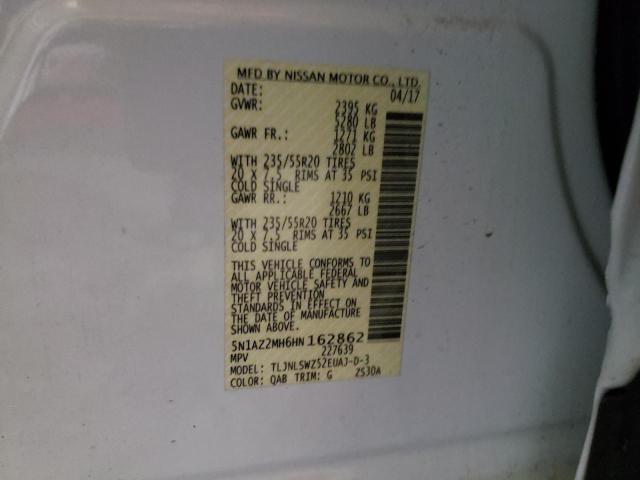 MFD BY NISSAN MOTOR CO., LTD.
DATE: 04/17
GVWR: 2395 KG
5280 LB
GAWR FR.: 1271 KG
2802 LB
WITH 235/55R20 TIRES
20 X 7.5 RIMS AT 35 PSI
COLD SINGLE
GAWR RR.: 1210 KG
2667 LB
WITH 235/55R20 TIRES
20 X 7.5 RIMS AT 35 PSI
COLD SINGLE
THIS VEHICLE CONFORMS TO
ALL APPLICABLE FEDERAL
MOTOR VEHICLE SAFETY AND
THEFT PREVENTION
STANDARDS IN EFFECT ON
THE DATE OF MANUFACTURE
SHOWN ABOVE.
5N1AZ2MH6HN162862
MPV 227639
MODEL: TLJNLSWZ52EUAJ-D-3
COLOR: QAB TRIM: G ZS30A